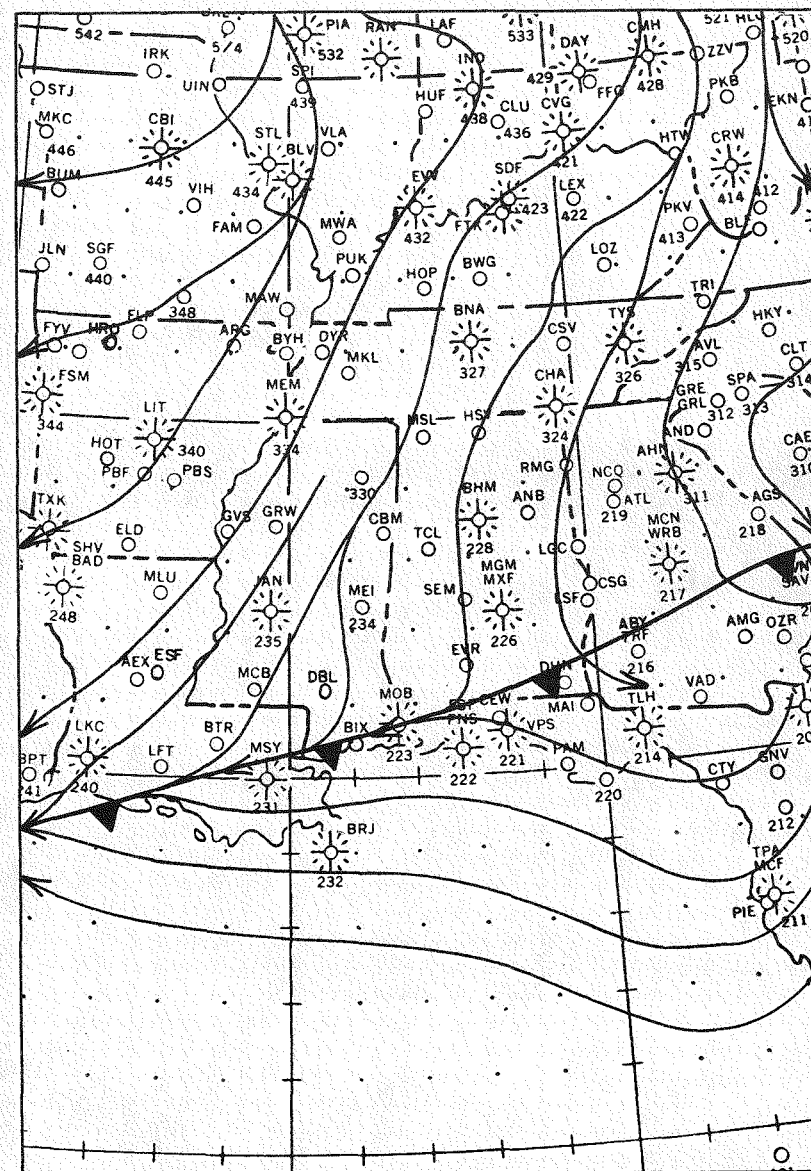 542
5/4
PIA
532
LAF
533
CMH
521 HLG
520
RAN
DAY
IRK
429
428
ZZV
UIN
SPI
439
IND
438
FFO
PKB
EKN
STJ
HUF
CLU
436
CVG
421
MKC
446
CBI
445
STL
434
BLV
VLA
HTW
CRW
414
BUM
VIH
EVV
432
SDF
423
FTK
LEX
422
412
FAM
MWA
PKV
413
JLN
SGF
440
PUK
HOP
BWG
LOZ
348
MAW
TRI
FYV
HRO
FLP
ARG
BYH
DYR
BNA
327
CSV
TYS
326
HKY
AVL
315
CLT
314
MKL
FSM
344
MEM
334
CHA
324
GRE
GRL
312
SPA
313
LIT
340
MSL
HSV
AND
CAE
310
HOT
PBF
PBS
330
RMG
NCQ
AHN
311
TXK
GVS
GRW
CBM
BHM
228
ANB
ATL
219
AGS
218
ELD
TCL
LGC
MCN
WRB
217
SHV
BAD
248
MLU
JAN
235
MEI
234
SEM
MGM
MXF
226
CSG
LSF
SAV
ABY
TRF
216
AMG
OZR
AEX
ESF
MCB
DBL
EVR
DHN
VAD
MOB
223
CEW
MAI
TLH
214
LKC
240
BTR
BIX
PNS
222
VPS
221
BPT
241
LFT
MSY
231
PAM
220
CTY
GNV
212
BRJ
232
TPA
MCF
211
PIE